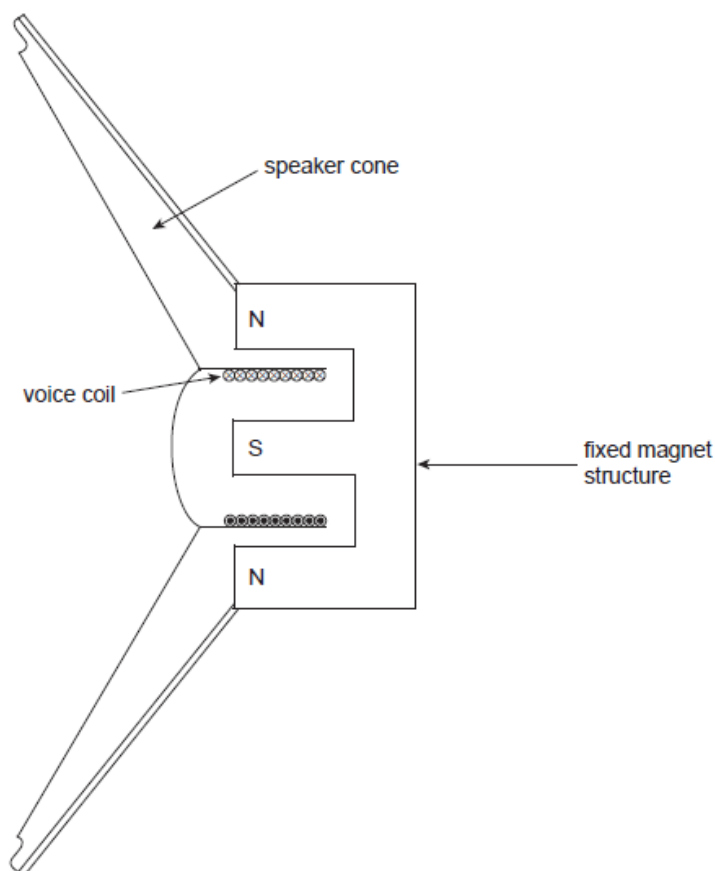 speaker cone
N
voice coil
S
fixed magnet
structure
N